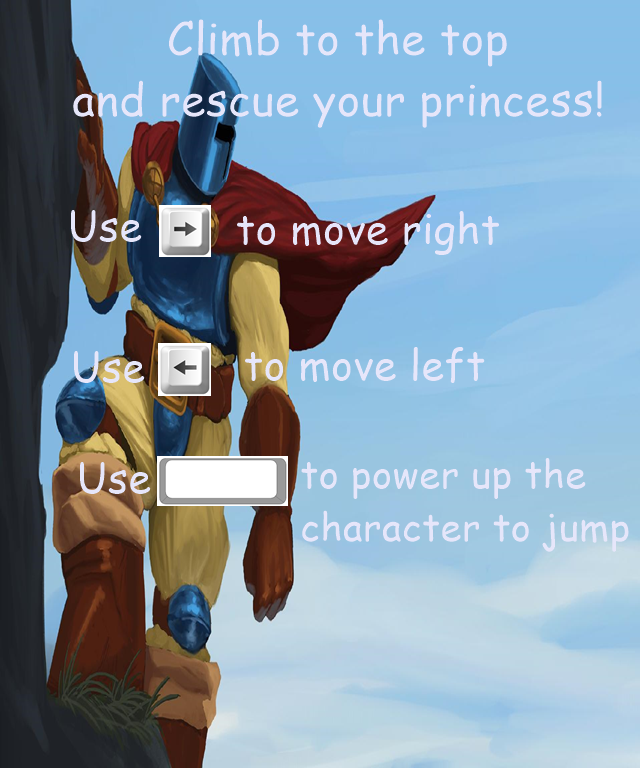 Climb to the top
and rescue your princess!
Use → to move right
Use ← to move left
Use to power up the
character to jump